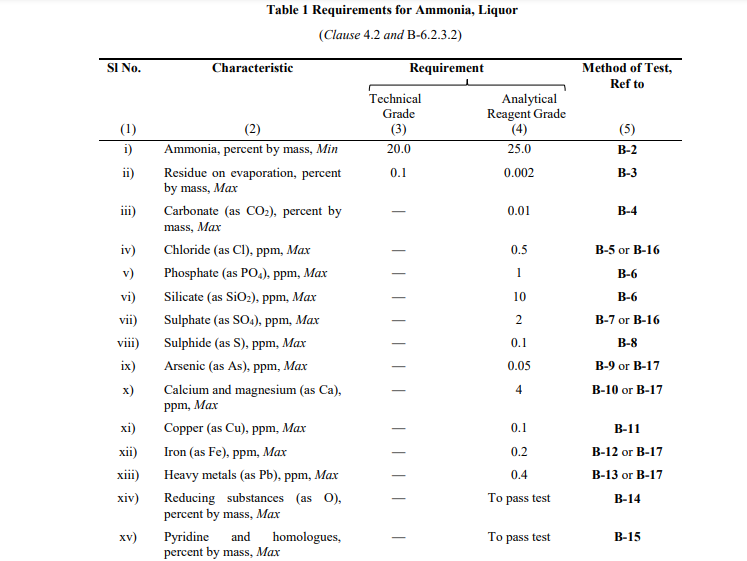 Table 1 Requirements for Ammonia, Liquor
(Clause 4.2 and B-6.2.3.2)
Sl No. Characteristic Requirement Method of Test,
Ref to
Technical Grade Analytical Reagent Grade
(1) (2) (3) (4) (5)
i) Ammonia, percent by mass, Min 20.0 25.0 B-2
ii) Residue on evaporation, percent 0.1 0.002 B-3
by mass, Max
iii) Carbonate (as CO₂), percent by — 0.01 B-4
mass, Max
iv) Chloride (as Cl), ppm, Max — 0.5 B-5 or B-16
v) Phosphate (as PO₄), ppm, Max — 1 B-6
vi) Silicate (as SiO₂), ppm, Max — 10 B-6
vii) Sulphate (as SO₄), ppm, Max — 2 B-7 or B-16
viii) Sulphide (as S), ppm, Max — 0.1 B-8
ix) Arsenic (as As), ppm, Max — 0.05 B-9 or B-17
x) Calcium and magnesium (as Ca), — 4 B-10 or B-17
ppm, Max
xi) Copper (as Cu), ppm, Max — 0.1 B-11
xii) Iron (as Fe), ppm, Max — 0.2 B-12 or B-17
xiii) Heavy metals (as Pb), ppm, Max — 0.4 B-13 or B-17
xiv) Reducing substances (as O), — To pass test B-14
percent by mass, Max
xv) Pyridine and homologues, — To pass test B-15
percent by mass, Max